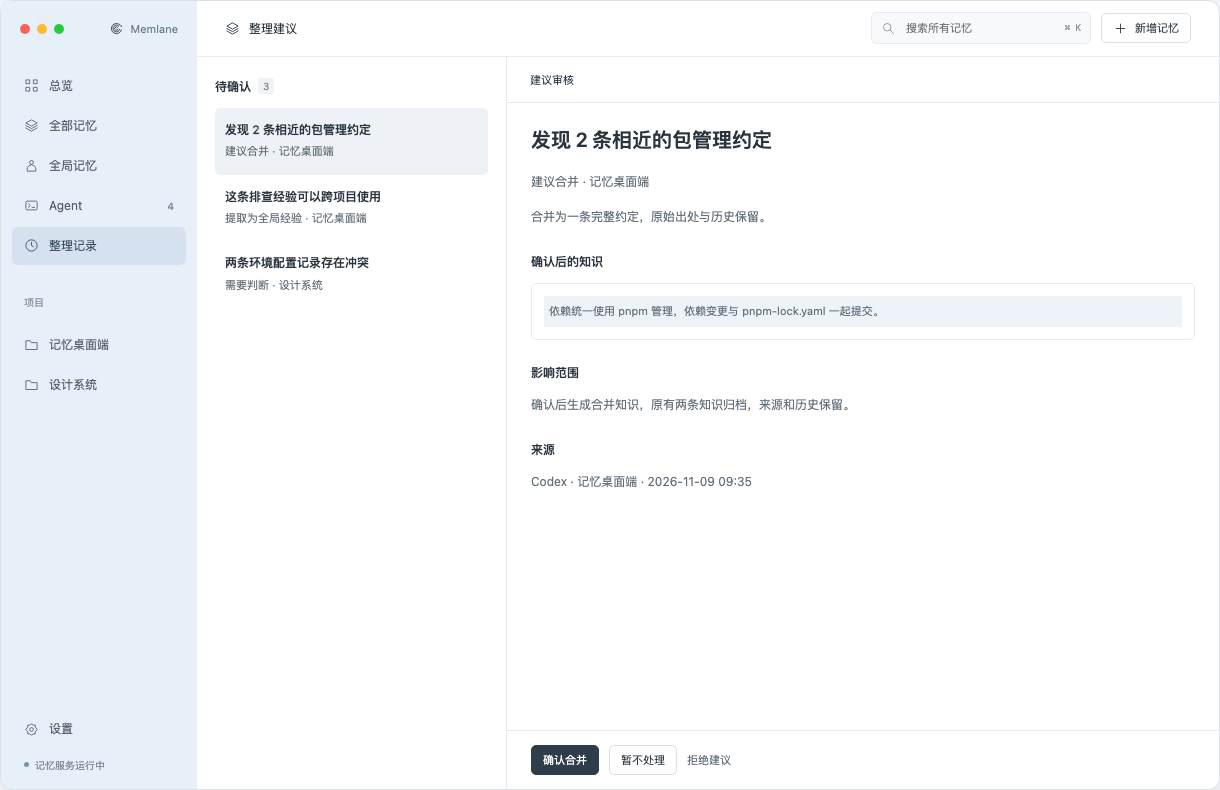 Memlane
总览
全部记忆
全局记忆
Agent 4
整理记录
项目
记忆桌面端
设计系统
设置
记忆服务运行中
整理建议
搜索所有记忆 ⌘ K
新增记忆
待确认 3
发现 2 条相近的包管理约定
建议合并 · 记忆桌面端
这条排查经验可以跨项目使用
提取为全局经验 · 记忆桌面端
两条环境配置记录存在冲突
需要判断 · 设计系统
建议审核
发现 2 条相近的包管理约定
建议合并 · 记忆桌面端
合并为一条完整约定，原始出处与历史保留。
确认后的知识
依赖统一使用 pnpm 管理，依赖变更与 pnpm-lock.yaml 一起提交。
影响范围
确认后生成合并知识，原有两条知识归档，来源和历史保留。
来源
Codex · 记忆桌面端 · 2026-11-09 09:35
确认合并
暂不处理
拒绝建议